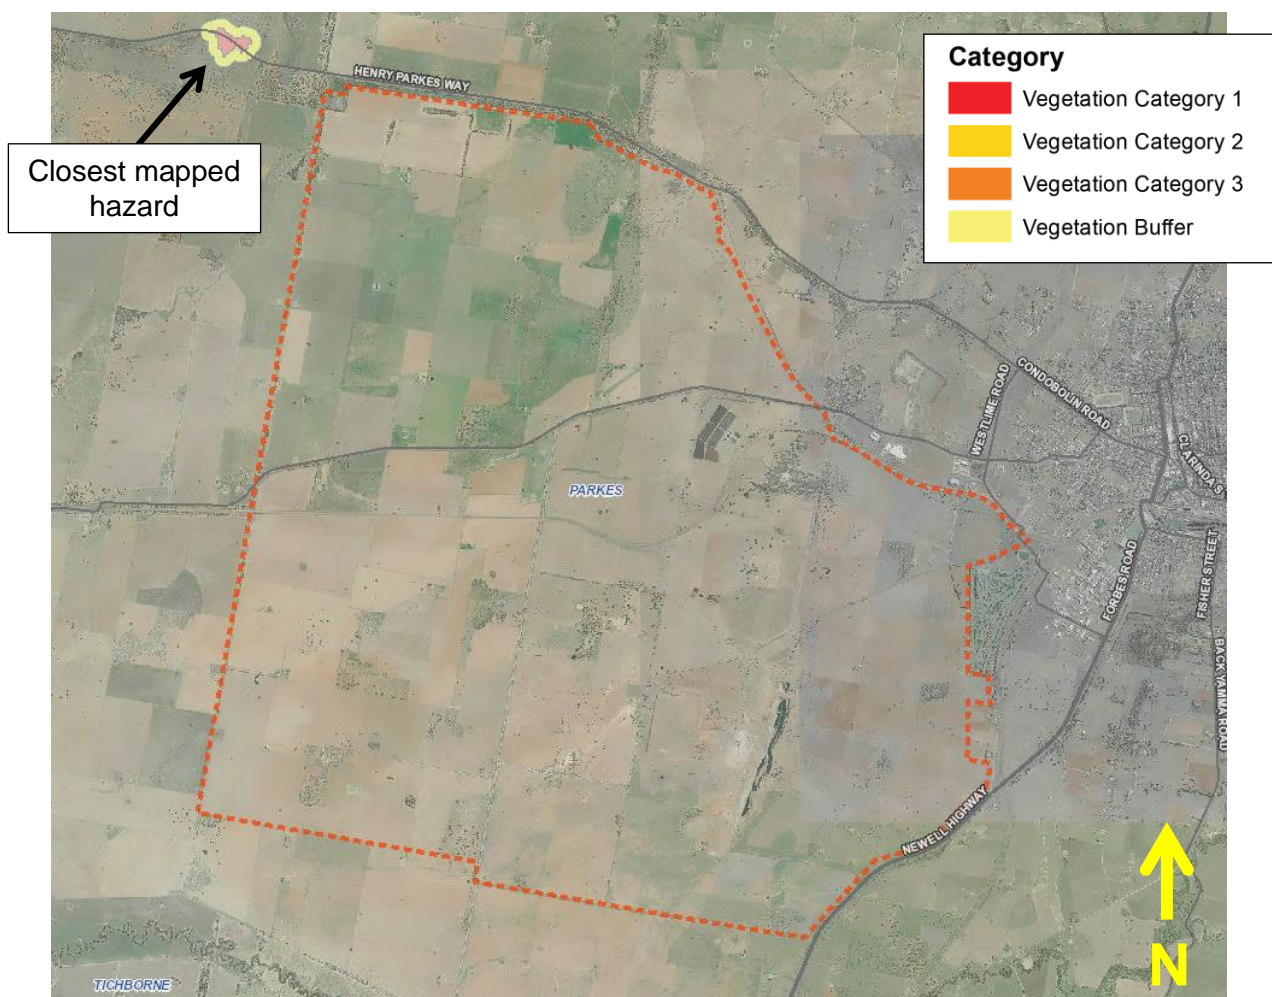 HENRY PARKES WAY
Category
Vegetation Category 1
Vegetation Category 2
Vegetation Category 3
Vegetation Buffer
Closest mapped
hazard
WESTLIME ROAD
CONDOBOLIN ROAD
CLARINDA S
PARKES
FORBES ROAD
FISHER STREET
BACK YAMMA ROAD
NEWELL HIGHWAY
N
TICHBORNE